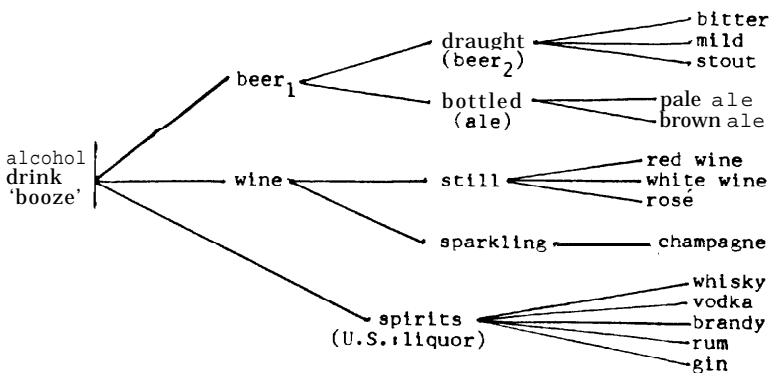 alcohol
drink
'booze'
beer1
draught
(beer2)
bitter
mild
stout
bottled
(ale)
pale ale
brown ale
wine
still
red wine
white wine
rosé
sparkling
champagne
spirits
(U.S.:liquor)
whisky
vodka
brandy
rum
gin